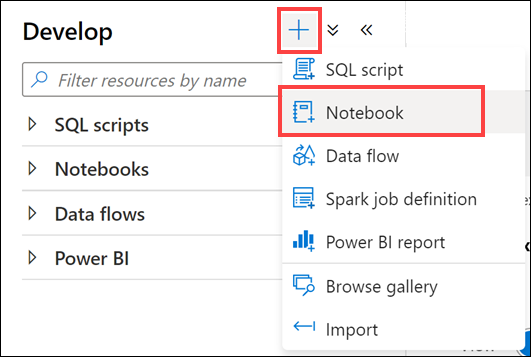 Develop
Filter resources by name
SQL scripts
Notebooks
Data flows
Power BI
SQL script
Notebook
Data flow
Spark job definition
Power BI report
Browse gallery
Import